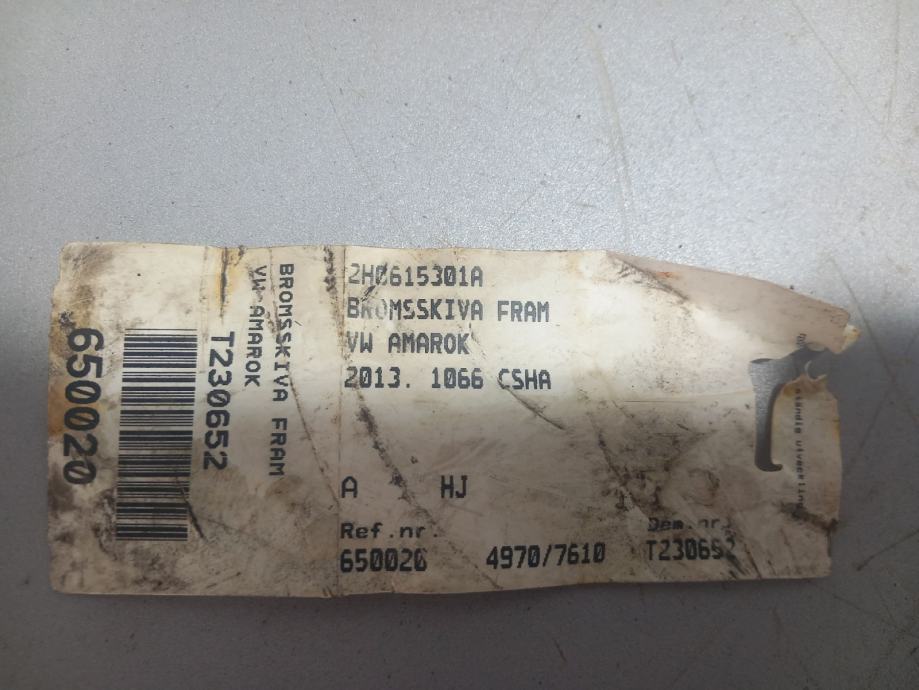 650020
T230652
VW AMAROK
BROMSSKIVA FRAM
2H0615301A
BROMSSKIVA FRAM
VW AMAROK
2013. 1066 CSHA
A HJ
Ref.nr.
650020
4970/7610
Dem.nr.
T230652